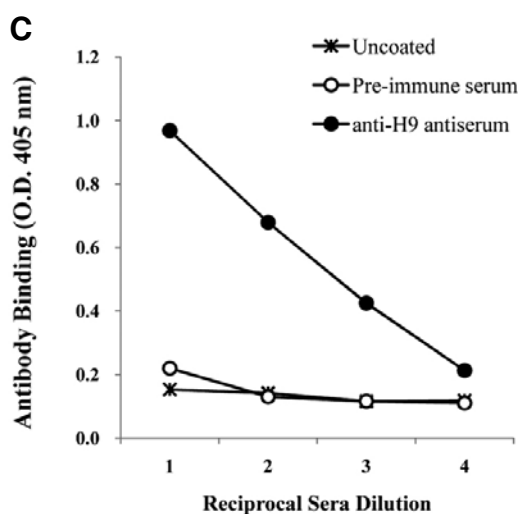 C
Uncoated
Pre-immune serum
anti-H9 antiserum
Antibody Binding (O.D. 405 nm)
1.2
1.0
0.8
0.6
0.4
0.2
0.0
1 2 3 4
Reciprocal Sera Dilution